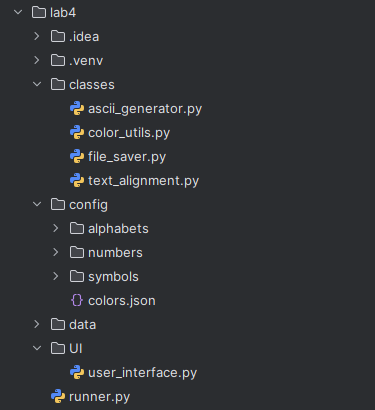 lab4
.idea
.venv
classes
ascii_generator.py
color_utils.py
file_saver.py
text_alignment.py
config
alphabets
numbers
symbols
colors.json
data
UI
user_interface.py
runner.py